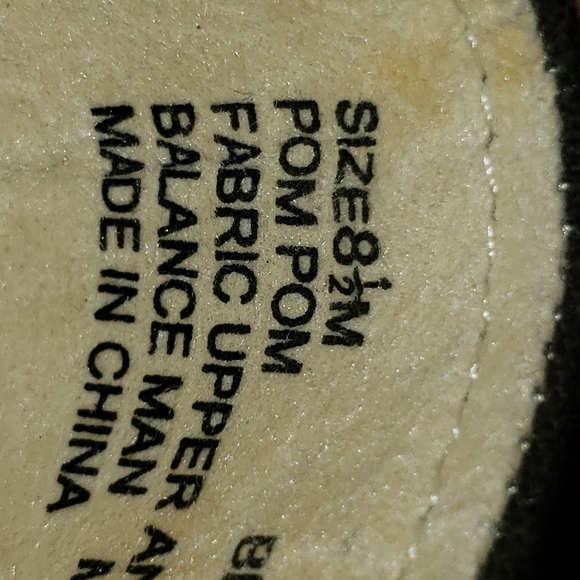 SIZE 8½M
POM POM
FABRIC UPPER
BALANCE MAN
MADE IN CHINA